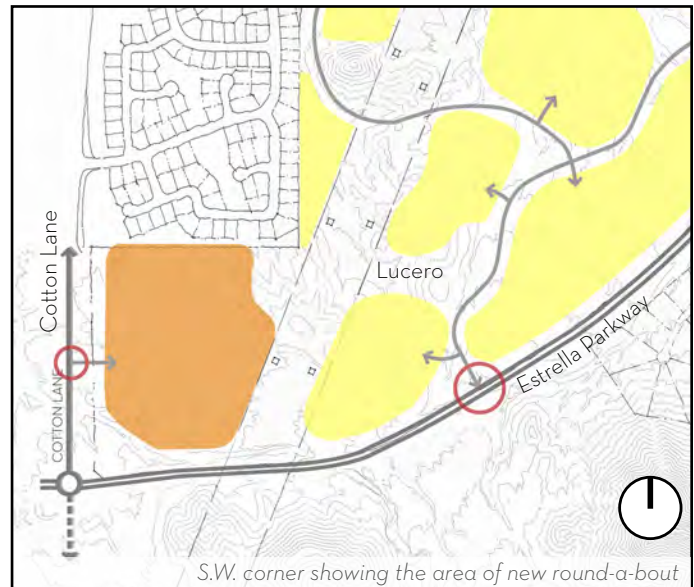 Cotton Lane
COTTON LANE
Lucero
Estrella Parkway
S.W. corner showing the area of new round-a-bout